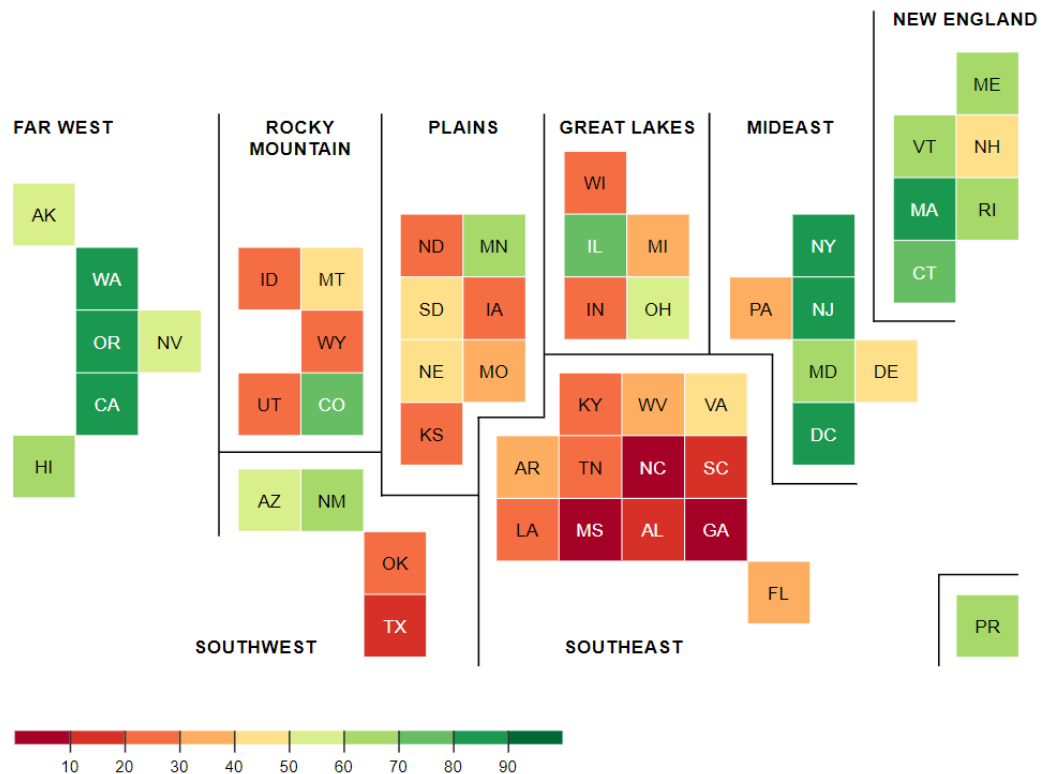 NEW ENGLAND
ME
FAR WEST
ROCKY
MOUNTAIN
PLAINS
GREAT LAKES
MIDEAST
VT NH
WI
AK
MA RI
ND MN IL MI NY
WA ID MT CT
SD IA IN OH PA NJ
OR NV WY
NE MO MD DE
CA UT CO KY WV VA
KS DC
HI AR TN NC SC
AZ NM
LA MS AL GA
OK
FL
TX PR
SOUTHWEST SOUTHEAST
10 20 30 40 50 60 70 80 90